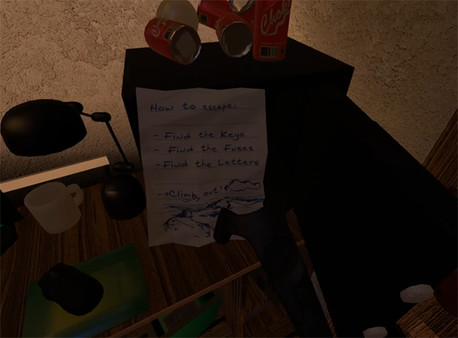 How to escape:
- Find the Keys
- Find the Fuses
- Find the Letters
→ Climb out!